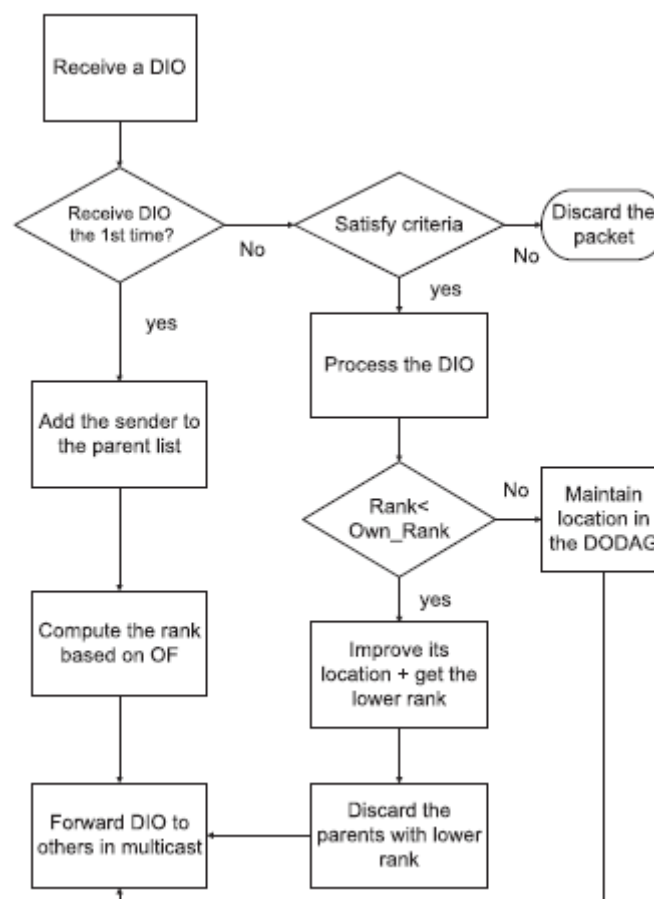 Receive a DIO
Receive DIO
the 1st time?
No
Satisfy criteria
No
Discard the
packet
yes
yes
Process the DIO
Add the sender to
the parent list
Rank<
Own_Rank
No
Maintain
location in
the DODAG
yes
Compute the rank
based on OF
Improve its
location + get the
lower rank
Forward DIO to
others in multicast
Discard the
parents with lower
rank